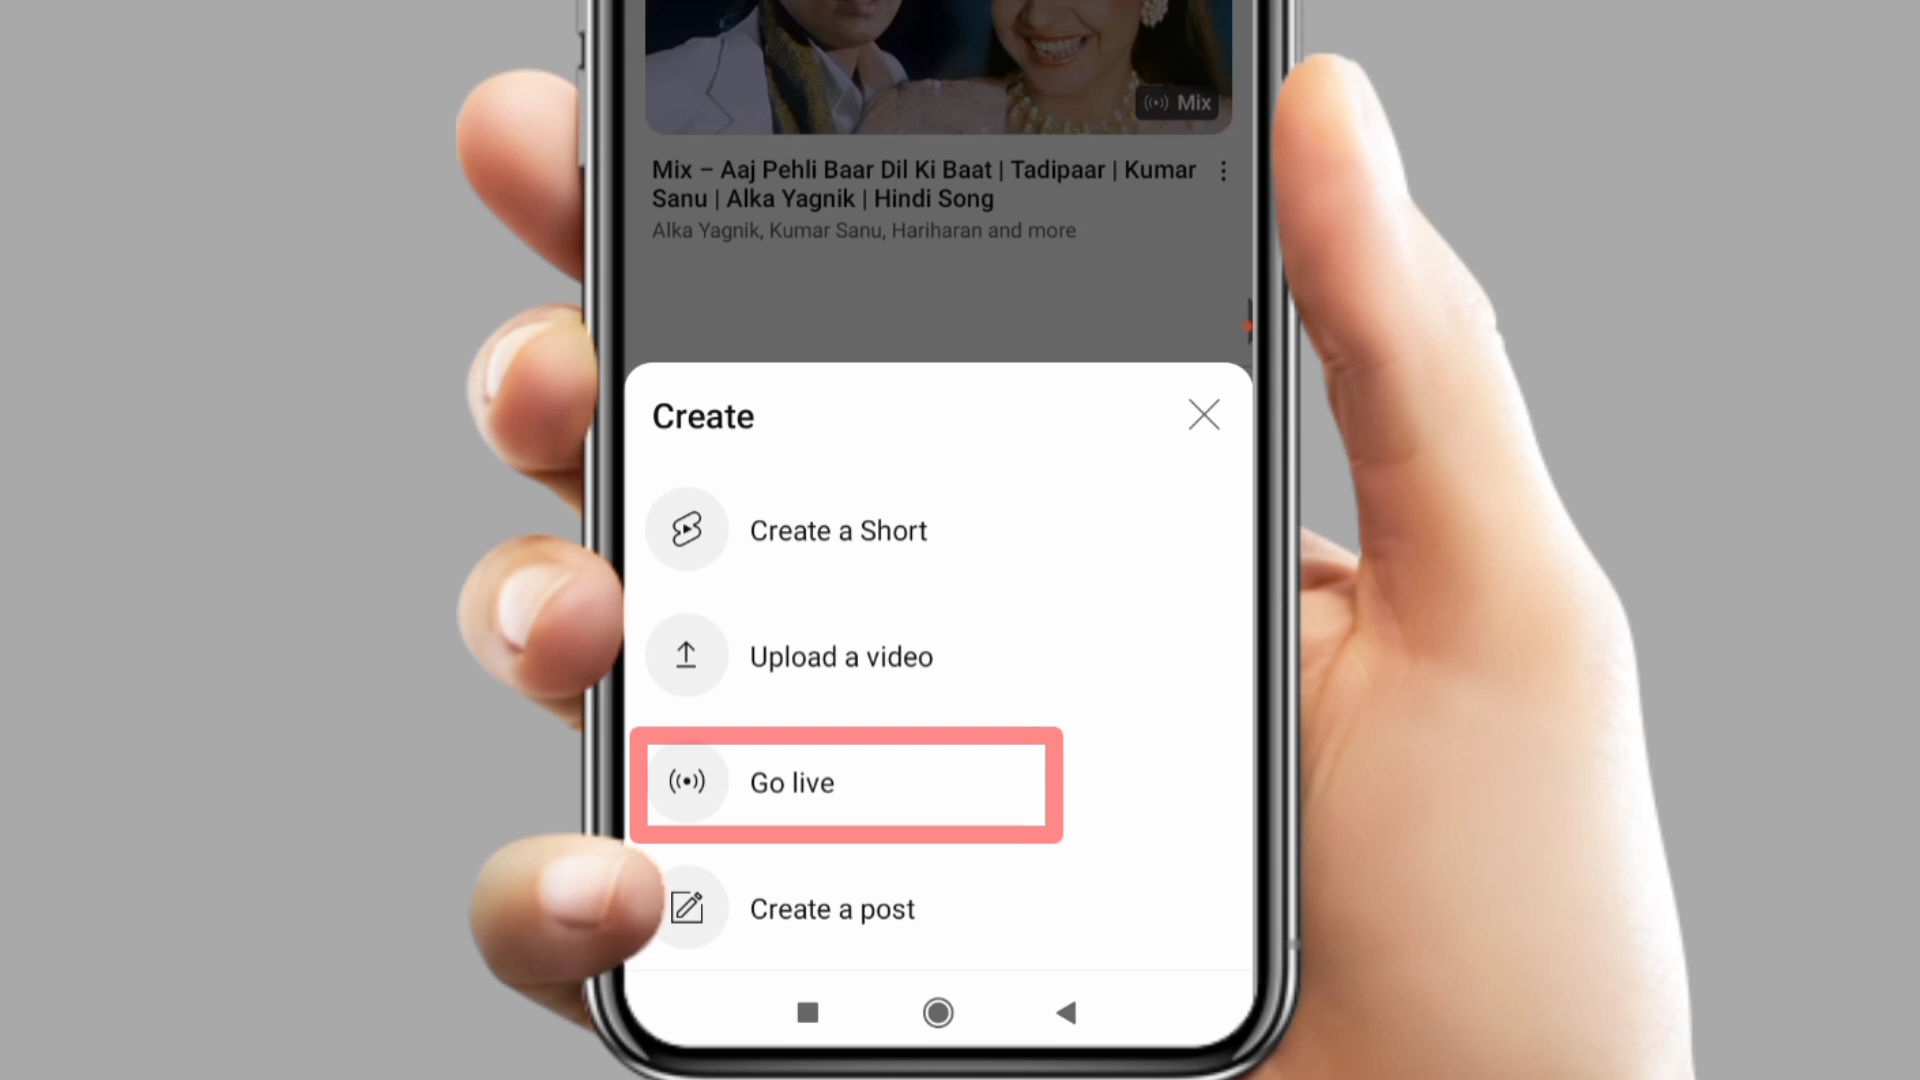 Mix
Mix – Aaj Pehli Baar Dil Ki Baat | Tadipaar | Kumar
Sanu | Alka Yagnik | Hindi Song
Alka Yagnik, Kumar Sanu, Hariharan and more
Create
Create a Short
Upload a video
Go live
Create a post